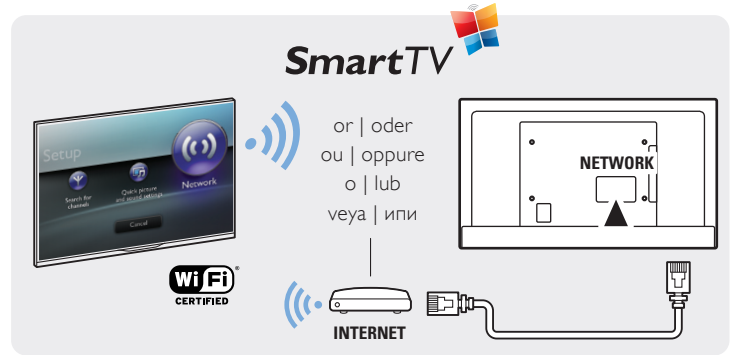 SmartTV
Setup
Search for
channels
Quick picture
and sound settings
Network
Cancel
or | oder
ou | oppure
o | lub
veya | ипи
NETWORK
Wi Fi®
CERTIFIED
INTERNET